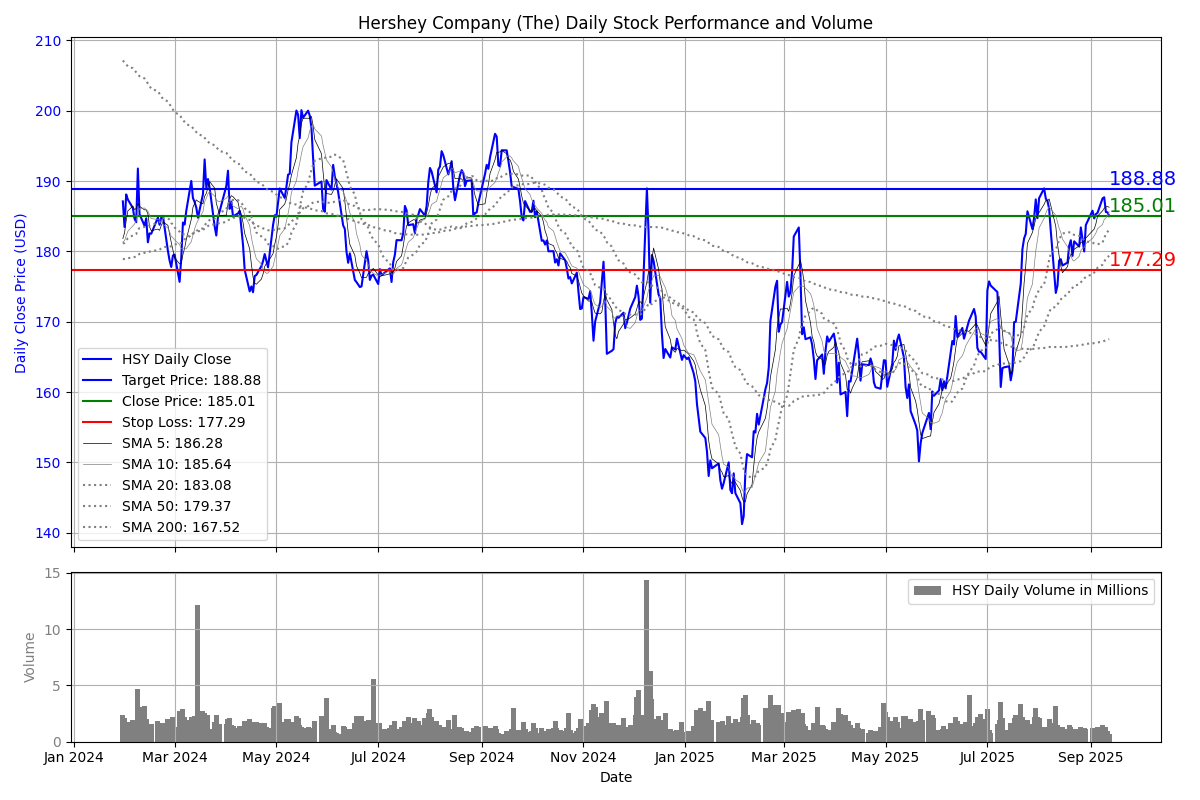 Hershey Company (The) Daily Stock Performance and Volume
210
200
190
180
170
160
150
140
Daily Close Price (USD)
188.88
185.01
177.29
HSY Daily Close
Target Price: 188.88
Close Price: 185.01
Stop Loss: 177.29
SMA 5: 186.28
SMA 10: 185.64
SMA 20: 183.08
SMA 50: 179.37
SMA 200: 167.52
15
10
5
0
Volume
HSY Daily Volume in Millions
Jan 2024 Mar 2024 May 2024 Jul 2024 Sep 2024 Nov 2024 Jan 2025 Mar 2025 May 2025 Jul 2025 Sep 2025
Date